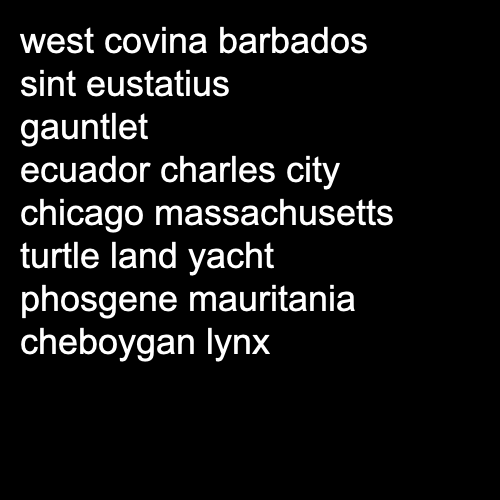 west covina barbados
sint eustatius
gauntlet
ecuador charles city
chicago massachusetts
turtle land yacht
phosgene mauritania
cheboygan lynx